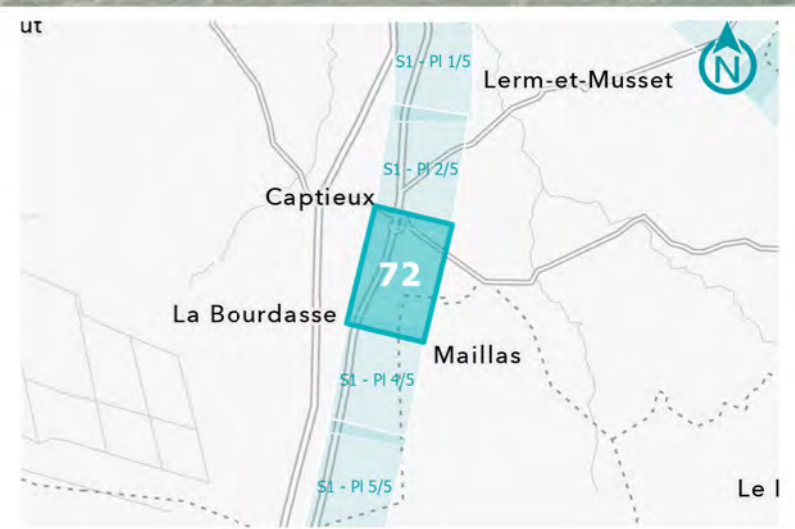 ut
S1 - Pl 1/5
Lerm-et-Musset
N
S1 - Pl 2/5
Captieux
72
La Bourdasse
Maillas
S1 - Pl 4/5
S1 - Pl 5/5
Le l